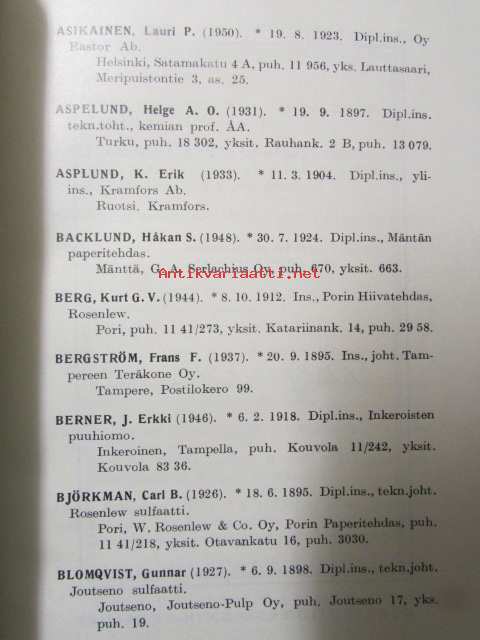 ASIKAINEN, Lauri P. (1950). * 19. 8. 1923. Dipl.ins., Oy
Rastor Ab.
Helsinki, Satamakatu 4 A, puh. 11 956, yks. Lauttasaari,
Meripuistontie 3, as. 25.
ASPELUND, Helge A. O. (1931). * 19. 9. 1897. Dipl.ins.
tekn.toht., kemian prof. ÅA.
Turku, puh. 18 302, yksit. Rauhank. 2 B, puh. 13 079.
ASPLUND, K. Erik (1933). * 11. 3. 1904. Dipl.ins., yli-
ins., Kramfors Ab.
Ruotsi, Kramfors.
BACKLUND, Håkan S. (1948). * 30. 7. 1924. Dipl.ins., Mäntän
paperitehdas.
Mänttä, G. A. Serlachius Oy, puh. 670, yksit. 663.
Antikvariaatti.net
BERG, Kurt G. V. (1944). * 8. 10. 1912. Ins., Porin Hiivatehdas,
Rosenlew.
Pori, puh. 11 41/273, yksit. Katariinank. 14, puh. 29 58.
BERGSTRÖM, Frans F. (1937). * 20. 9. 1895. Ins., joht. Tam-
pereen Teräkone Oy.
Tampere, Postilokero 99.
BERNER, J. Erkki (1946). * 6. 2. 1918. Dipl.ins., Inkeroisten
puuhiomo.
Inkeroinen, Tampella, puh. Kouvola 11/242, yksit.
Kouvola 83 36.
BJÖRKMAN, Carl B. (1926). * 18. 6. 1895. Dipl.ins., tekn.joht.
Rosenlew sulfaatti.
Pori, W. Rosenlew & Co. Oy, Porin Paperitehdas, puh.
11 41/218, yksit. Otavankatu 16, puh. 3030.
BLOMQVIST, Gunnar (1927). * 6. 9. 1898. Dipl.ins., tekn.joht.
Joutseno sulfaatti.
Joutseno, Joutseno-Pulp Oy, puh. Joutseno 17, yks.
puh. 19.